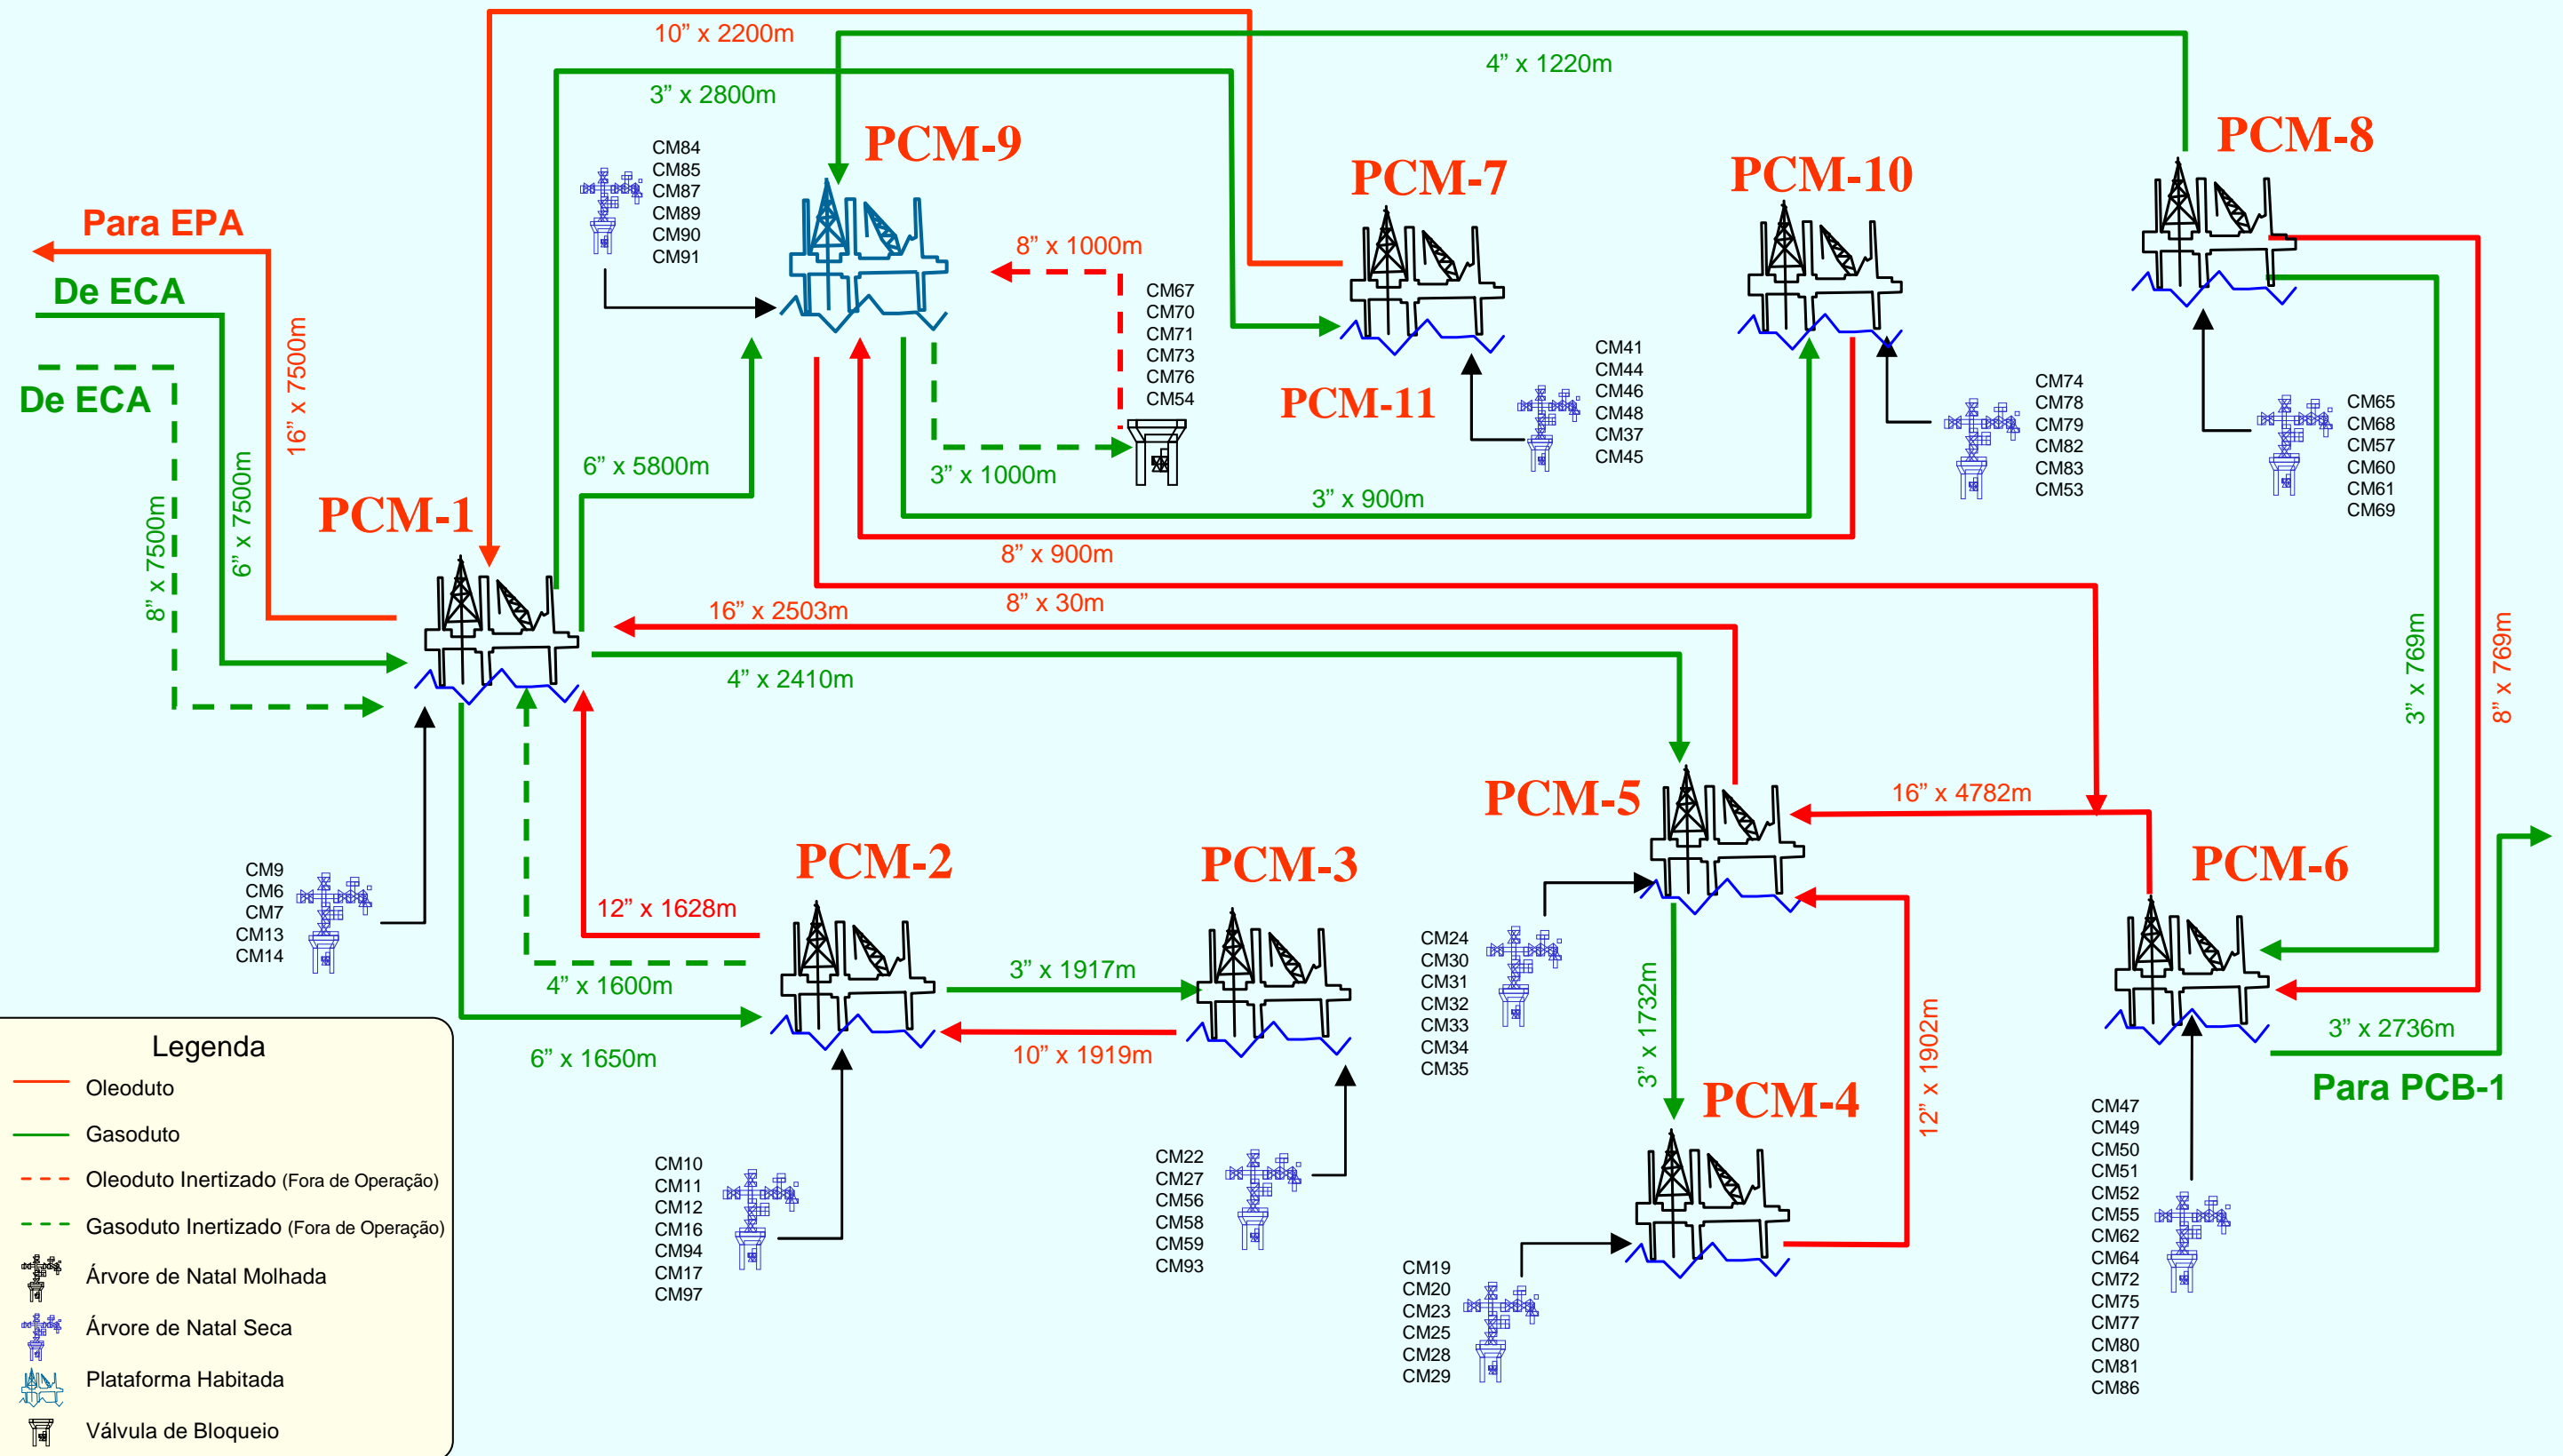 10” x 2200m
4” x 1220m
3” x 2800m
PCM-9
PCM-7
PCM-10
PCM-8
CM84
CM85
CM87
CM89
CM90
CM91
Para EPA
De ECA
De ECA
8” x 1000m
CM67
CM70
CM71
CM73
CM76
CM54
PCM-11
CM41
CM44
CM46
CM48
CM37
CM45
CM74
CM78
CM79
CM82
CM83
CM53
CM65
CM68
CM57
CM60
CM61
CM69
16” x 7500m
6” x 7500m
8” x 7500m
6” x 5800m
3” x 1000m
3” x 900m
8” x 900m
PCM-1
16” x 2503m
8” x 30m
4” x 2410m
3” x 769m
8” x 769m
PCM-5
16” x 4782m
PCM-2
PCM-3
PCM-6
CM9
CM6
CM7
CM13
CM14
12” x 1628m
4” x 1600m
6” x 1650m
3” x 1917m
10” x 1919m
CM24
CM30
CM31
CM32
CM33
CM34
CM35
3” x 1732m
12” x 1902m
3” x 2736m
Para PCB-1
PCM-4
CM10
CM11
CM12
CM16
CM94
CM17
CM97
CM22
CM27
CM56
CM58
CM59
CM93
CM19
CM20
CM23
CM25
CM28
CM29
CM47
CM49
CM50
CM51
CM52
CM55
CM62
CM64
CM72
CM75
CM77
CM80
CM81
CM86
Legenda
Oleoduto
Gasoduto
Oleoduto Inertizado (Fora de Operação)
Gasoduto Inertizado (Fora de Operação)
Árvore de Natal Molhada
Árvore de Natal Seca
Plataforma Habitada
Válvula de Bloqueio